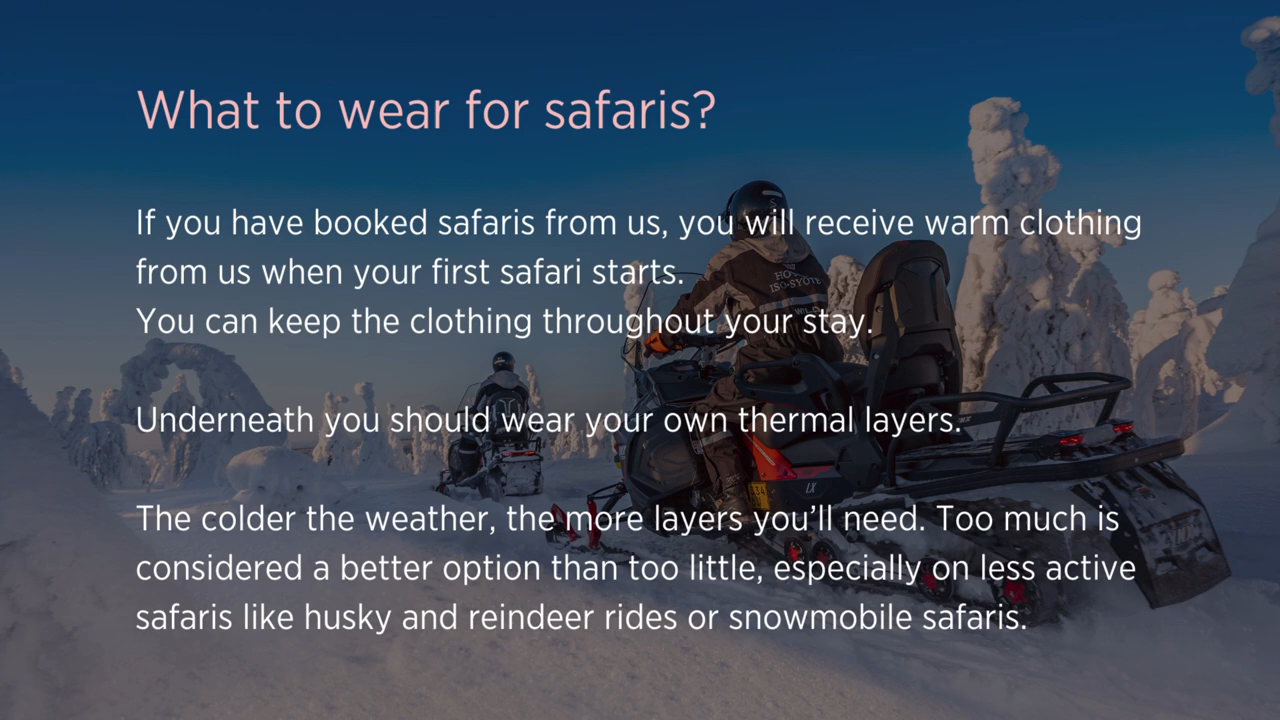 What to wear for safaris?
If you have booked safaris from us, you will receive warm clothing
from us when your first safari starts.
You can keep the clothing throughout your stay.
Underneath you should wear your own thermal layers.
The colder the weather, the more layers you’ll need. Too much is
considered a better option than too little, especially on less active
safaris like husky and reindeer rides or snowmobile safaris.
ISO-SYÖTE
LX